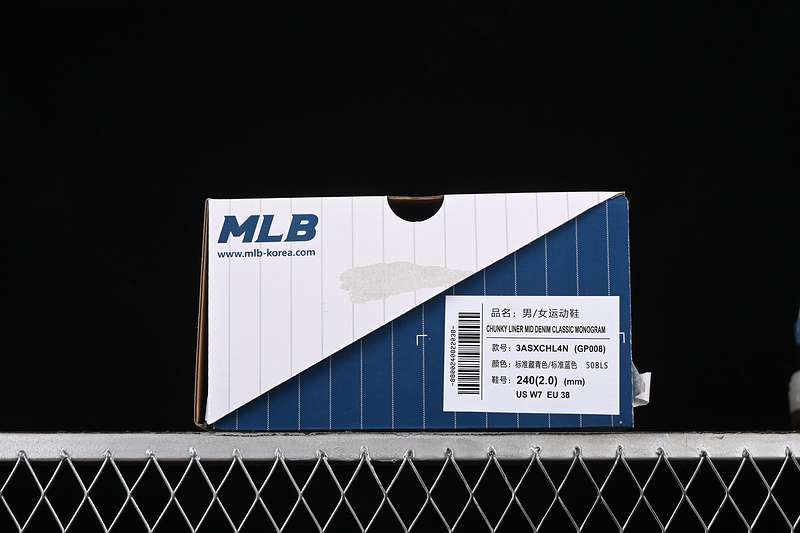 MLB
www.mlb-korea.com
品名：男/女运动鞋
CHUNKY LINER MID DENIM CLASSIC MONOGRAM
款号：3ASXCHL4N (GP008)
颜色：标准藏青色/标准蓝色 50BLS
鞋号：240(2.0) (mm)
US W7 EU 38